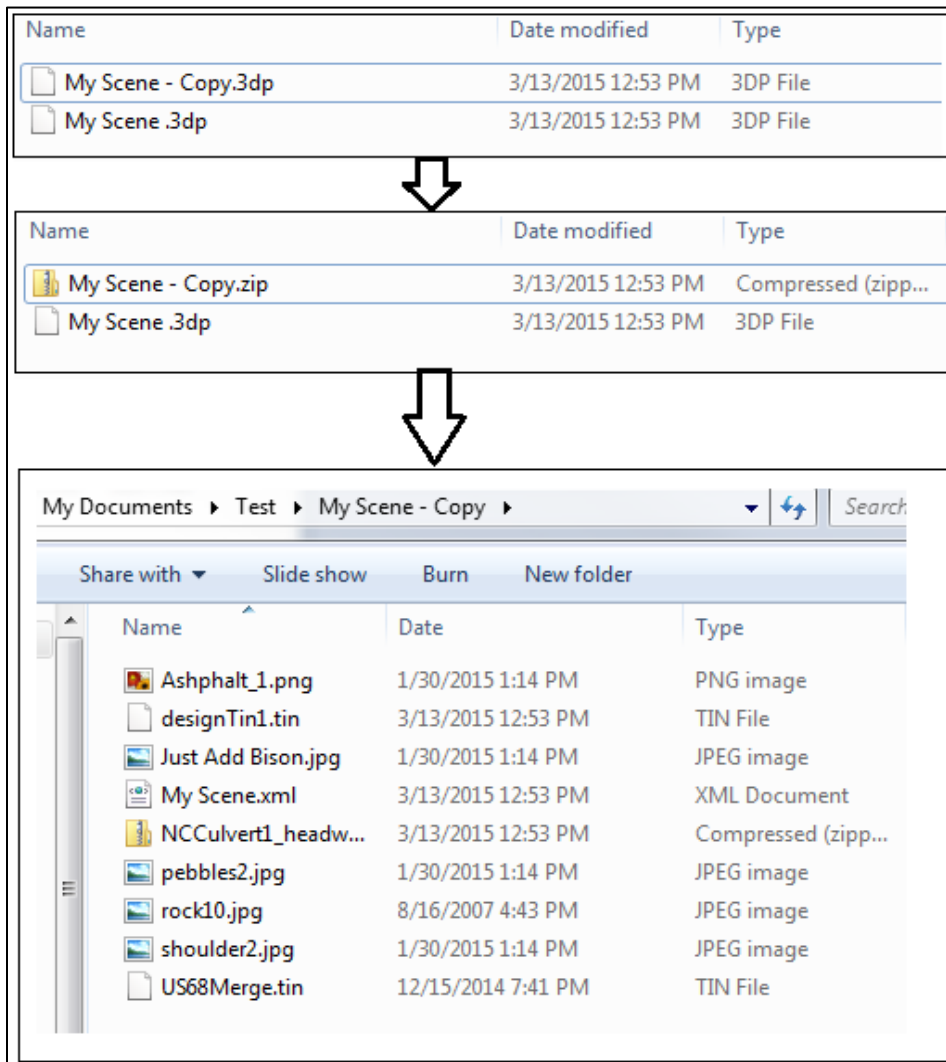 Name Date modified Type
My Scene - Copy.3dp 3/13/2015 12:53 PM 3DP File
My Scene .3dp 3/13/2015 12:53 PM 3DP File
Name Date modified Type
My Scene - Copy.zip 3/13/2015 12:53 PM Compressed (zipp...
My Scene .3dp 3/13/2015 12:53 PM 3DP File
My Documents Test My Scene - Copy Search
Share with Slide show Burn New folder
Name Date Type
Ashphalt_1.png 1/30/2015 1:14 PM PNG image
designTin1.tin 3/13/2015 12:53 PM TIN File
Just Add Bison.jpg 1/30/2015 1:14 PM JPEG image
My Scene.xml 3/13/2015 12:53 PM XML Document
NCCulvert1_headw... 3/13/2015 12:53 PM Compressed (zipp...
pebbles2.jpg 1/30/2015 1:14 PM JPEG image
rock10.jpg 8/16/2007 4:43 PM JPEG image
shoulder2.jpg 1/30/2015 1:14 PM JPEG image
US68Merge.tin 12/15/2014 7:41 PM TIN File